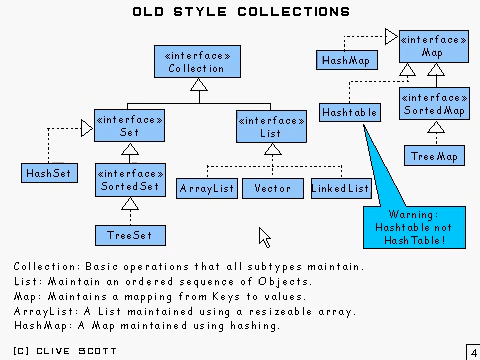 OLD STYLE COLLECTIONS
«interface»
Collection
HashMap
«interface»
Map
«interface»
Set
«interface»
List
Hashtable
«interface»
SortedMap
TreeMap
HashSet
«interface»
SortedSet
ArrayList
Vector
LinkedList
TreeSet
Warning:
Hashtable not
HashTable!
Collection: Basic operations that all subtypes maintain.
List: Maintain an ordered sequence of Objects.
Map: Maintains a mapping from Keys to values.
ArrayList: A List maintained using a resizeable array.
HashMap: A Map maintained using hashing.
[C] CLIVE SCOTT
4